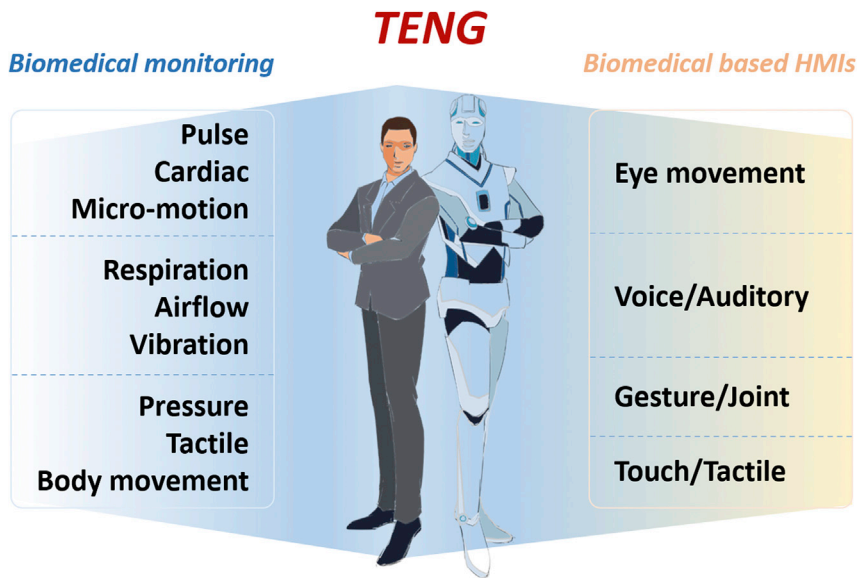 TENG
Biomedical monitoring
Biomedical based HMIs
Pulse
Cardiac
Micro-motion
Respiration
Airflow
Vibration
Pressure
Tactile
Body movement
Eye movement
Voice/Auditory
Gesture/Joint
Touch/Tactile